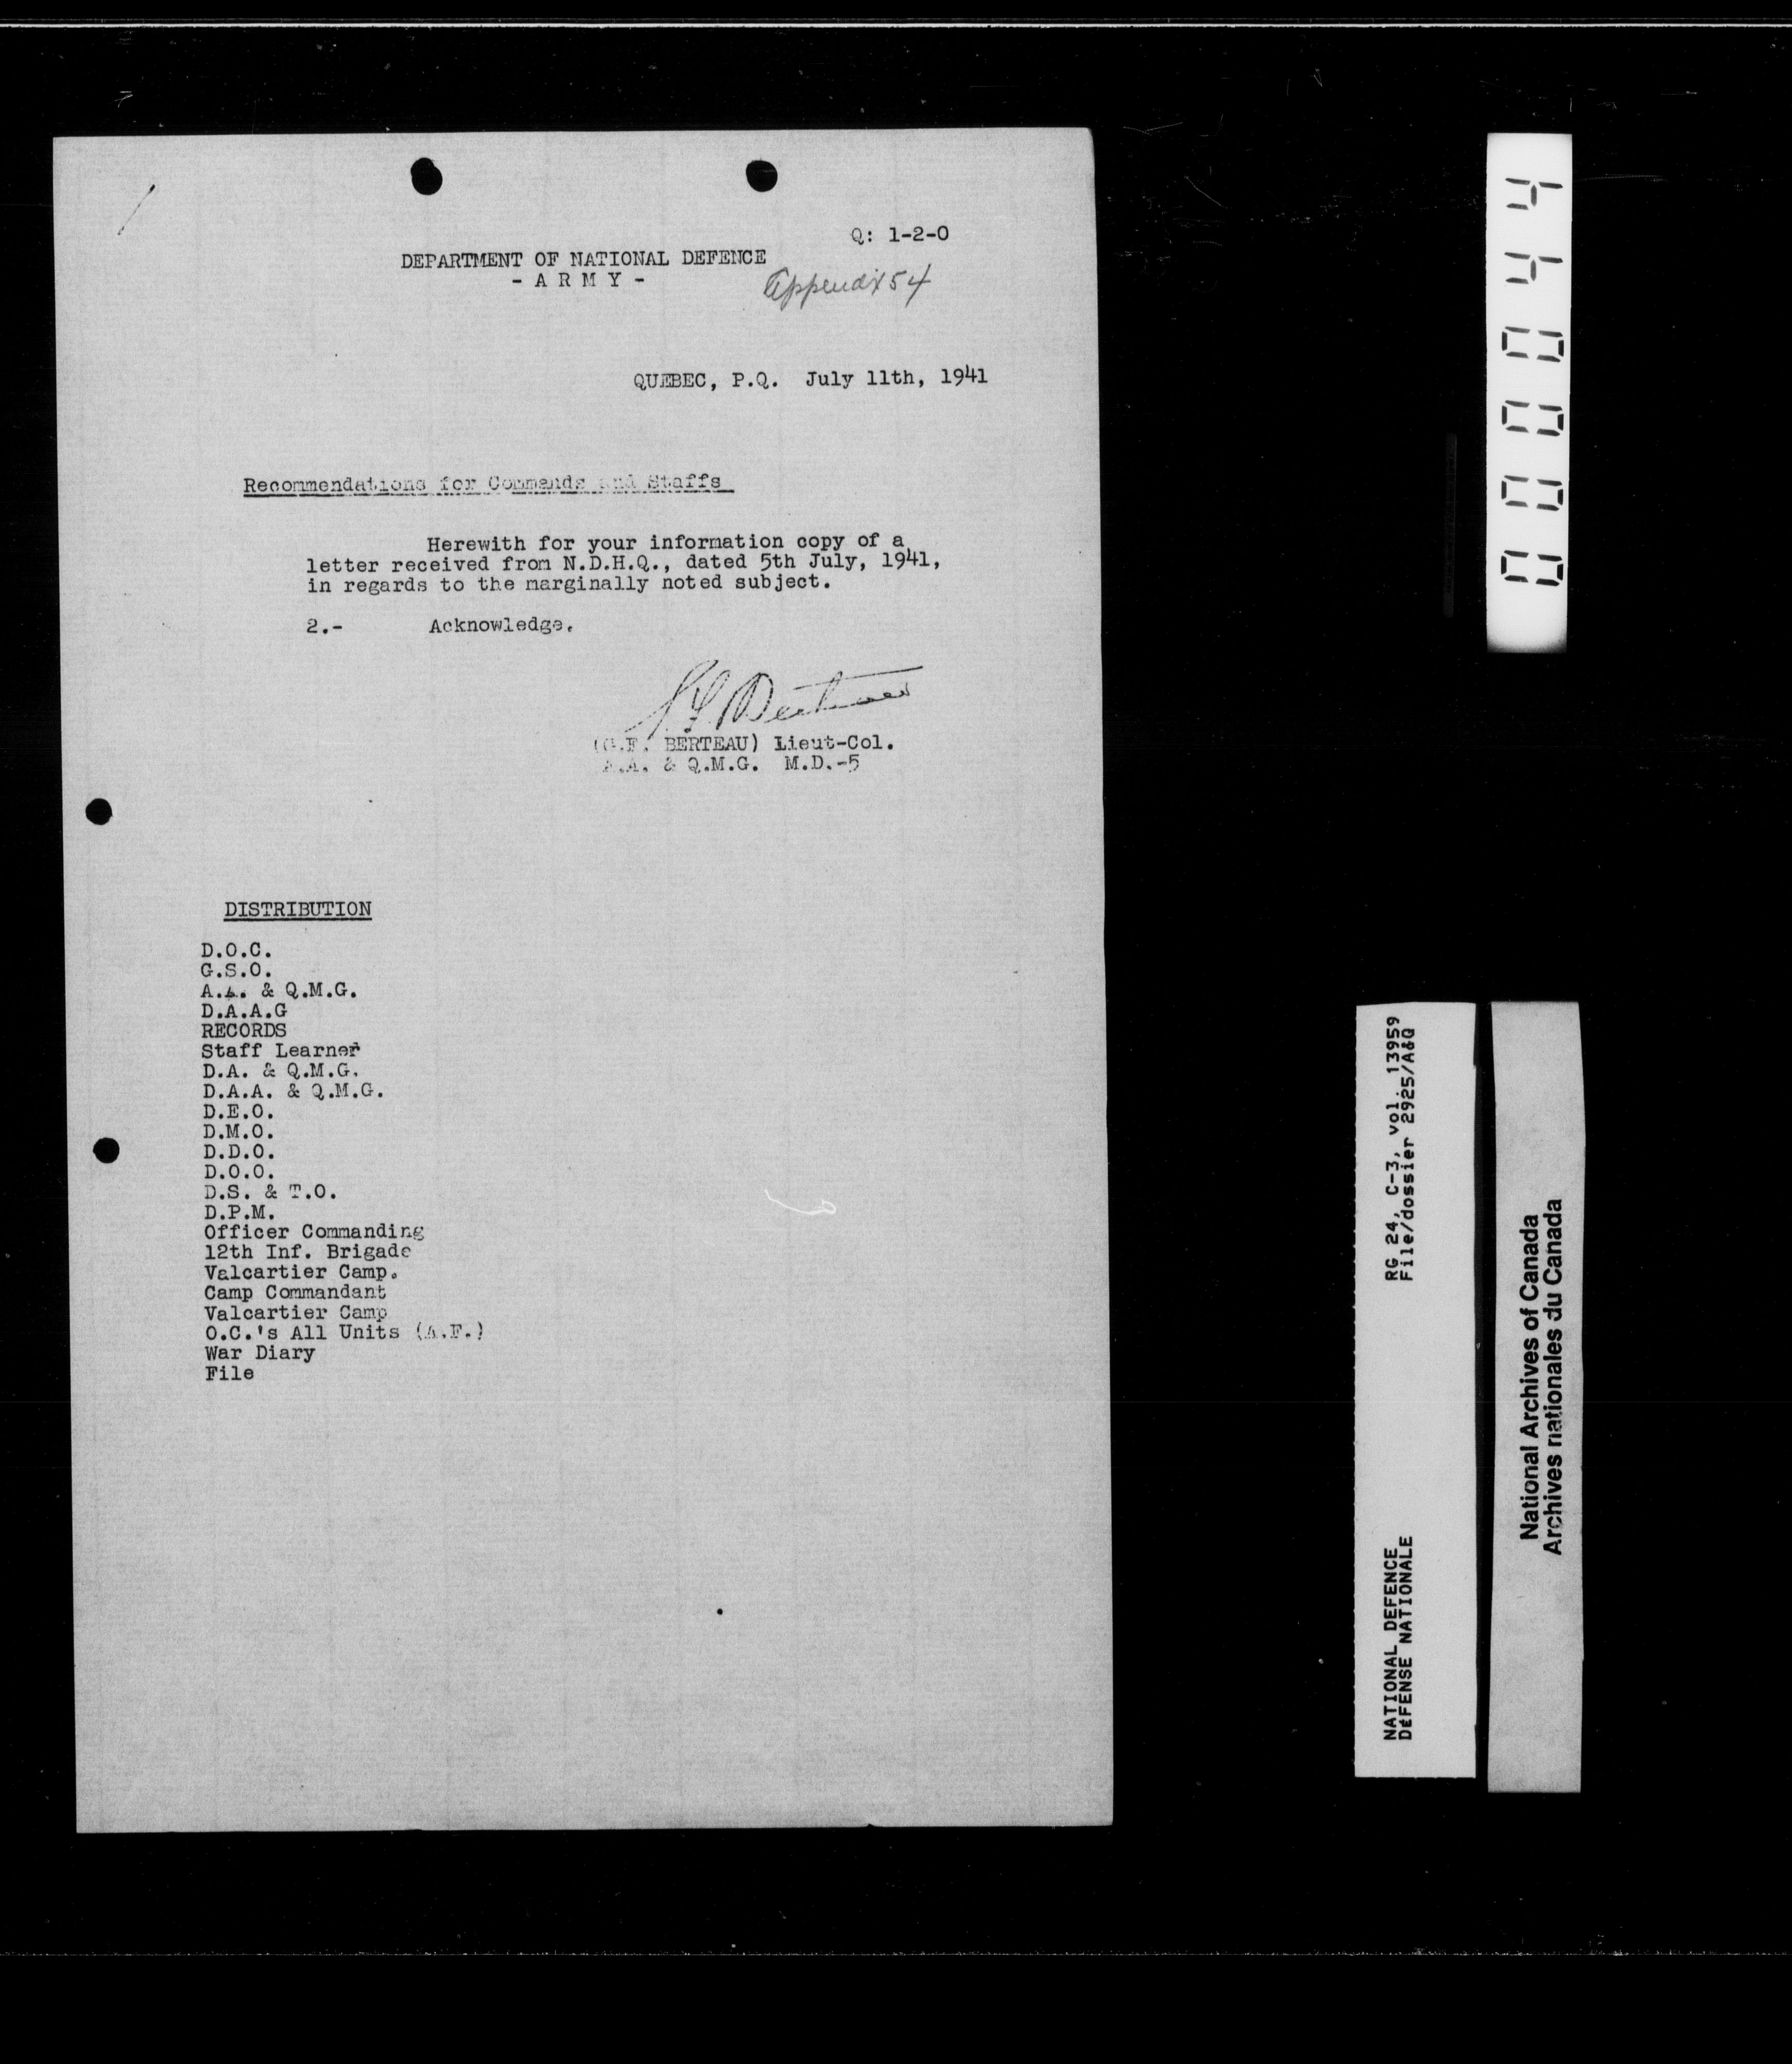 Q: 1-2-0
DEPARTMENT OF NATIONAL DEFENCE
- A R M Y -
Appendix 54
QUEBEC, P.Q. July 11th, 1941
Recommendations for Commands and Staffs
Herewith for your information copy of a
letter received from N.D.H.Q., dated 5th July, 1941,
in regards to the marginally noted subject.
2.- Acknowledge.
(G.F. BERTEAU) Lieut-Col.
A.A. & Q.M.G. M.D.-5
DISTRIBUTION
D.O.C.
G.S.O.
A.A. & Q.M.G.
D.A.A.G
RECORDS
Staff Learner
D.A. & Q.M.G.
D.A.A. & Q.M.G.
D.E.O.
D.M.O.
D.D.O.
D.O.O.
D.S. & T.O.
D.P.M.
Officer Commanding
12th Inf. Brigade
Valcartier Camp.
Camp Commandant
Valcartier Camp
O.C.'s All Units (A.F.)
War Diary
File
RG 24, C-3, vol. 13959
File/dossier 2925/A&Q
NATIONAL DEFENCE
DÉFENSE NATIONALE
National Archives of Canada
Archives nationales du Canada